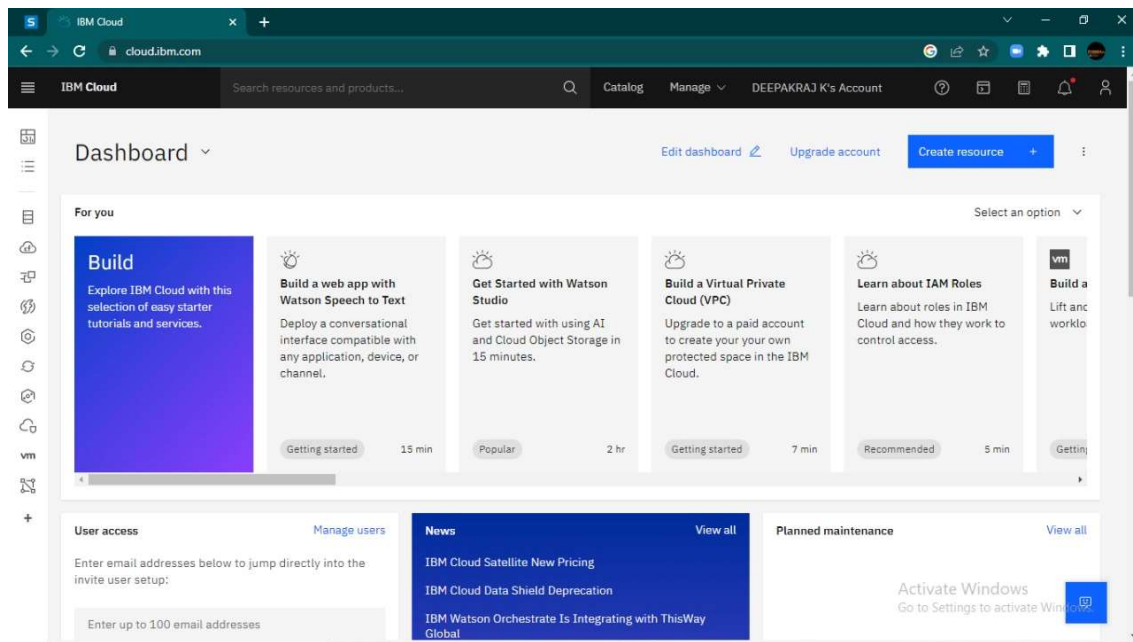 IBM Cloud
cloud.ibm.com
IBM Cloud
Search resources and products...
Catalog
Manage
DEEPAKRAJ K's Account
Dashboard
Edit dashboard
Upgrade account
Create resource +
For you
Select an option
Build
Explore IBM Cloud with this
selection of easy starter
tutorials and services.
Build a web app with
Watson Speech to Text
Deploy a conversational
interface compatible with
any application, device, or
channel.
Getting started
15 min
Get Started with Watson
Studio
Get started with using AI
and Cloud Object Storage in
15 minutes.
Popular
2 hr
Build a Virtual Private
Cloud (VPC)
Upgrade to a paid account
to create your your own
protected space in the IBM
Cloud.
Getting started
7 min
Learn about IAM Roles
Learn about roles in IBM
Cloud and how they work to
control access.
Recommended
5 min
vm
Build a
Lift and
worklo
Getting
vm
User access
Manage users
Enter email addresses below to jump directly into the
invite user setup:
Enter up to 100 email addresses
News
View all
IBM Cloud Satellite New Pricing
IBM Cloud Data Shield Deprecation
IBM Watson Orchestrate Is Integrating with ThisWay
Global
Planned maintenance
View all
Activate Windows
Go to Settings to activate Windows.